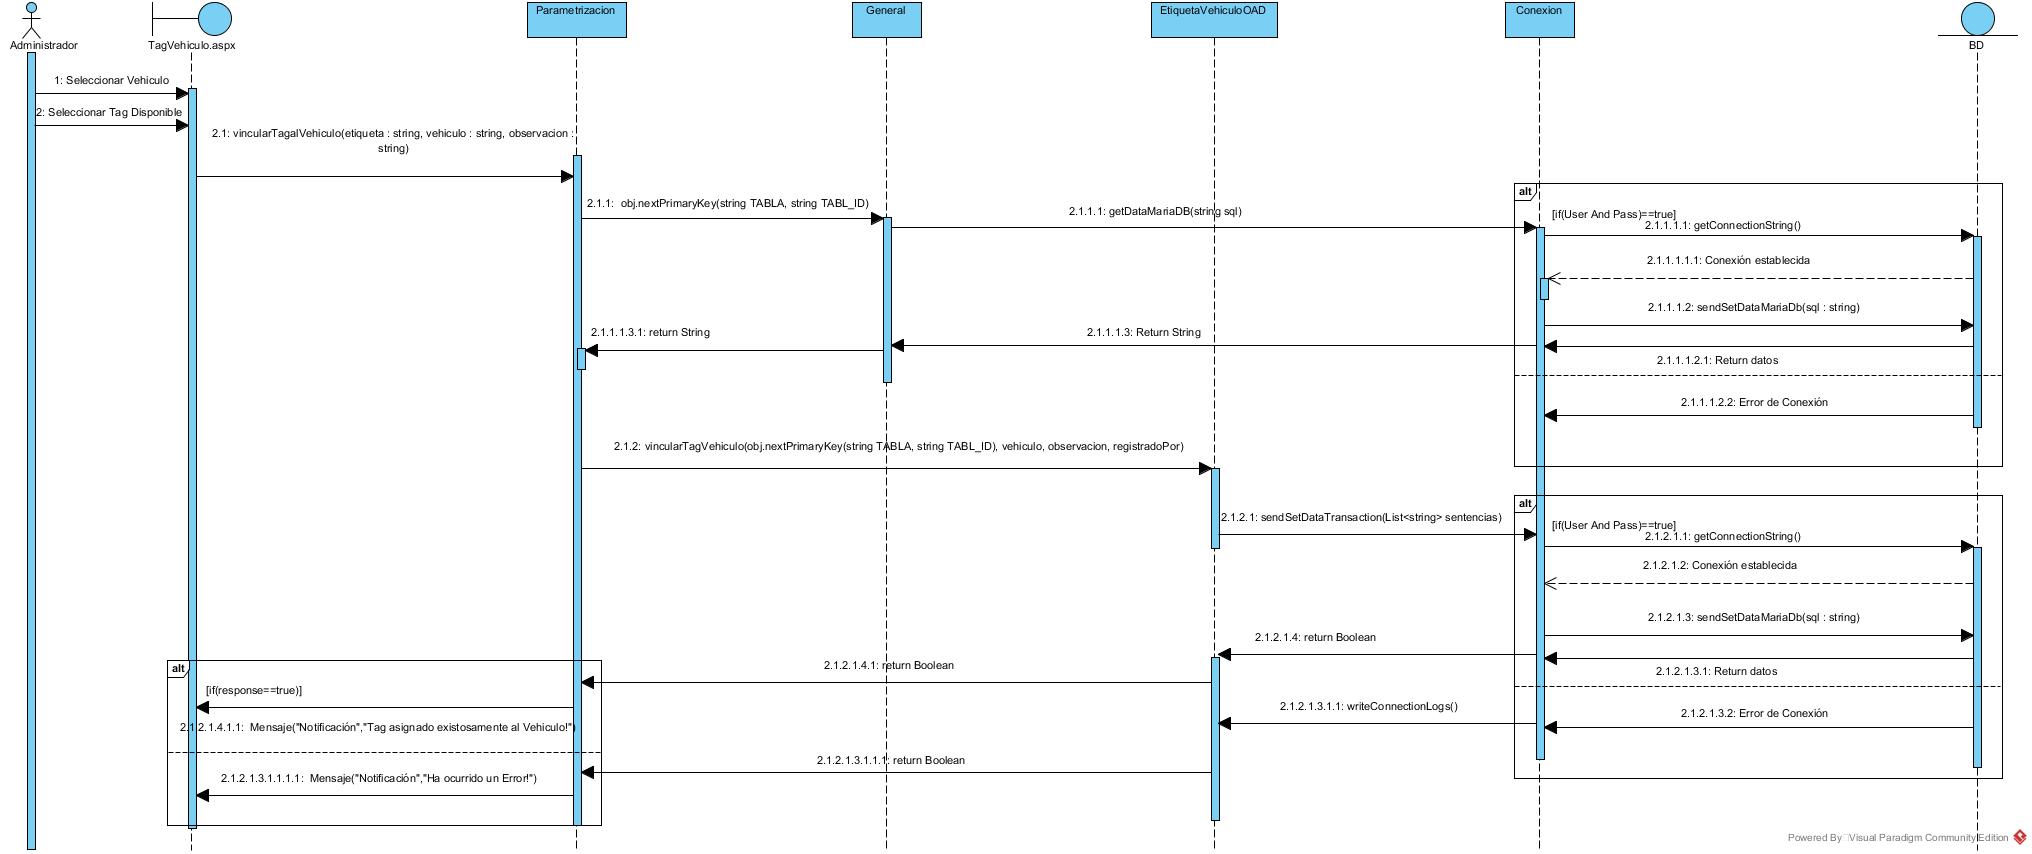 Parametrizacion
General
EtiquetaVehiculoOAD
Conexion
Administrador
TagVehiculo.aspx
BD
1: Seleccionar Vehiculo
2: Seleccionar Tag Disponible
2.1: vincularTagalVehiculo(etiqueta : string, vehiculo : string, observacion :
string)
alt
2.1.1:  obj.nextPrimaryKey(string TABLA, string TABL_ID)
2.1.1.1: getDataMariaDB(string sql)
[if(User And Pass)==true]
2.1.1.1.1: getConnectionString()
2.1.1.1.1.1: Conexión establecida
2.1.1.1.2: sendSetDataMariaDb(sql : string)
2.1.1.1.3.1: return String
2.1.1.1.3: Return String
2.1.1.1.2.1: Return datos
2.1.1.1.2.2: Error de Conexión
2.1.2: vincularTagVehiculo(obj.nextPrimaryKey(string TABLA, string TABL_ID), vehiculo, observacion, registradoPor)
alt
2.1.2.1: sendSetDataTransaction(List<string> sentencias)
[if(User And Pass)==true]
2.1.2.1.1: getConnectionString()
2.1.2.1.2: Conexión establecida
2.1.2.1.3: sendSetDataMariaDb(sql : string)
2.1.2.1.4: return Boolean
alt
2.1.2.1.4.1: return Boolean
2.1.2.1.3.1: Return datos
[if(response==true)]
2.1.2.1.3.1.1: writeConnectionLogs()
2.1.2.1.3.2: Error de Conexión
2.1.2.1.4.1.1:  Mensaje("Notificación","Tag asignado existosamente al Vehiculo!")
2.1.2.1.3.1.1.1: return Boolean
2.1.2.1.3.1.1.1.1:  Mensaje("Notificación","Ha ocurrido un Error!")
Powered By Visual Paradigm Community Edition